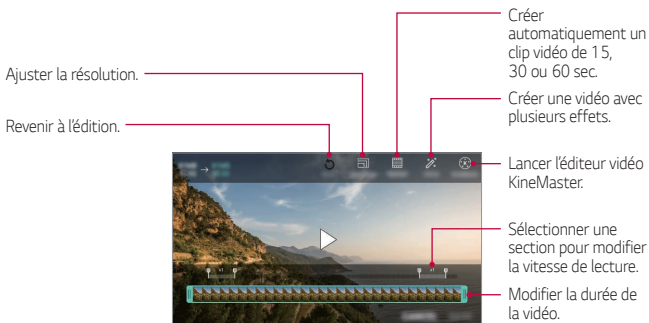 Créer
automatiquement un
clip vidéo de 15,
30 ou 60 sec.
Ajuster la résolution.
Créer une vidéo avec
plusieurs effets.
Revenir à l'édition.
Lancer l'éditeur vidéo
KineMaster.
Sélectionner une
section pour modifier
la vitesse de lecture.
x1
x1
Modifier la durée de
la vidéo.